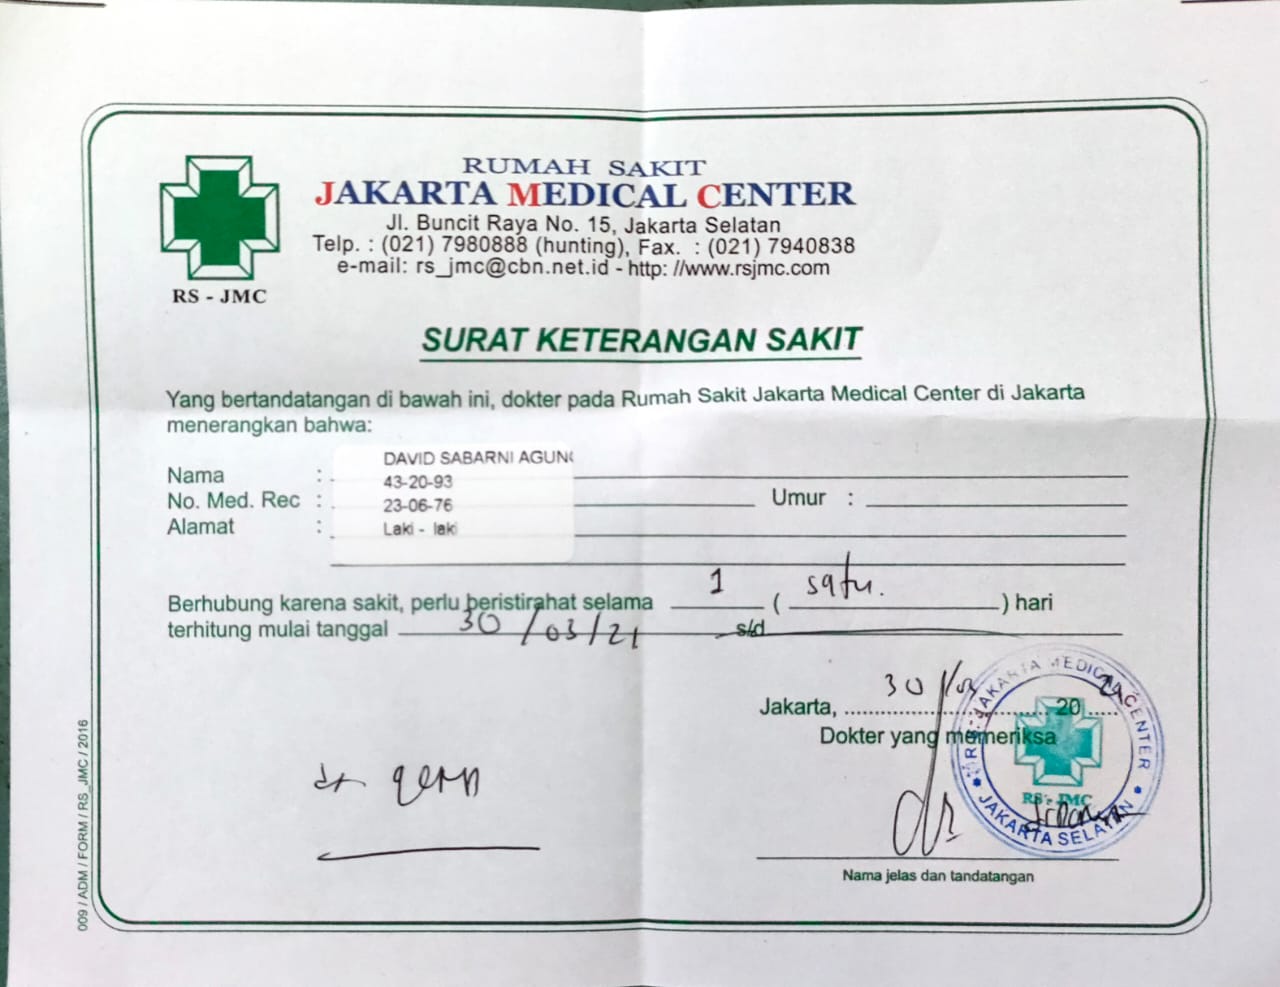 RUMAH SAKIT
JAKARTA MEDICAL CENTER
Jl. Buncit Raya No. 15, Jakarta Selatan
Telp. : (021) 7980888 (hunting), Fax. : (021) 7940838
e-mail: rs_jmc@cbn.net.id - http: //www.rsjmc.com
RS - JMC
SURAT KETERANGAN SAKIT
Yang bertandatangan di bawah ini, dokter pada Rumah Sakit Jakarta Medical Center di Jakarta
menerangkan bahwa:
DAVID SABARNI AGUNG
Nama : 43-20-93
No. Med. Rec : 23-06-76 Umur :
Alamat : Laki - laki
Berhubung karena sakit, perlu beristirahat selama 1 ( satu. ) hari
terhitung mulai tanggal 30/03/21 s/d
Jakarta, 30/03 20 21
Dokter yang memeriksa
RS. JAKARTA MEDICAL CENTER
RS - JMC
JAKARTA SELATAN
Nama jelas dan tandatangan
009 / ADM / FORM / RS_JMC / 2016